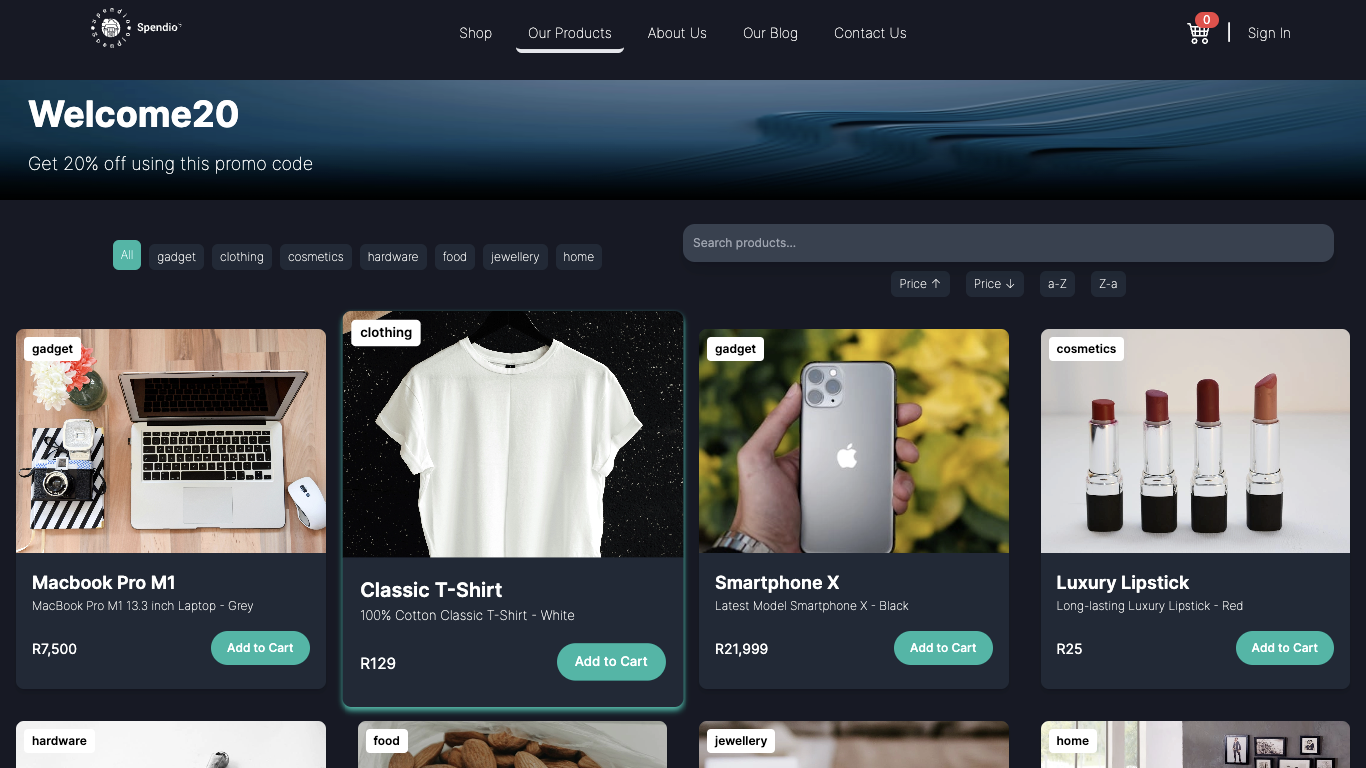 Spendio
0
Shop
Our Products
About Us
Our Blog
Contact Us
Sign In
Welcome20
Get 20% off using this promo code
All
gadget
clothing
cosmetics
hardware
food
jewellery
home
Search products...
Price ↑
Price ↓
a-Z
Z-a
gadget
Macbook Pro M1
MacBook Pro M1 13.3 inch Laptop - Grey
R7,500
Add to Cart
clothing
Classic T-Shirt
100% Cotton Classic T-Shirt - White
R129
Add to Cart
gadget
Smartphone X
Latest Model Smartphone X - Black
R21,999
Add to Cart
cosmetics
Luxury Lipstick
Long-lasting Luxury Lipstick - Red
R25
Add to Cart
hardware
food
jewellery
home